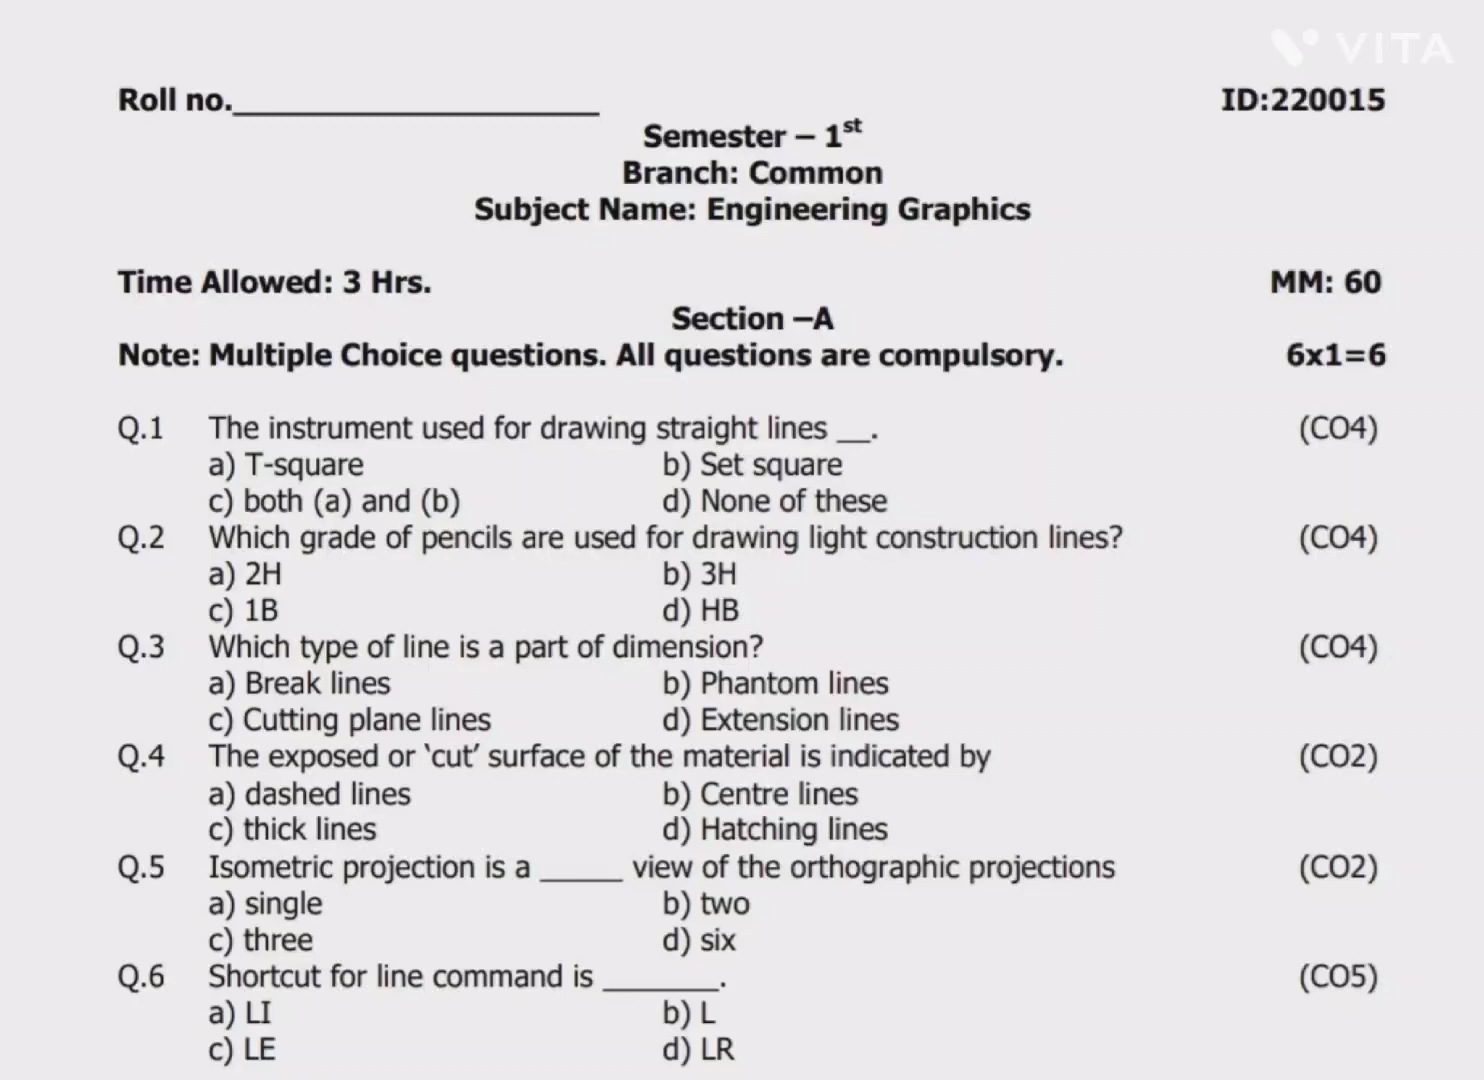 VITA
Roll no.____________________ ID:220015
Semester – 1st
Branch: Common
Subject Name: Engineering Graphics
Time Allowed: 3 Hrs. MM: 60
Section –A
Note: Multiple Choice questions. All questions are compulsory. 6x1=6
Q.1 The instrument used for drawing straight lines __. (CO4)
a) T-square b) Set square
c) both (a) and (b) d) None of these
Q.2 Which grade of pencils are used for drawing light construction lines? (CO4)
a) 2H b) 3H
c) 1B d) HB
Q.3 Which type of line is a part of dimension? (CO4)
a) Break lines b) Phantom lines
c) Cutting plane lines d) Extension lines
Q.4 The exposed or ‘cut’ surface of the material is indicated by (CO2)
a) dashed lines b) Centre lines
c) thick lines d) Hatching lines
Q.5 Isometric projection is a _____ view of the orthographic projections (CO2)
a) single b) two
c) three d) six
Q.6 Shortcut for line command is _______. (CO5)
a) LI b) L
c) LE d) LR